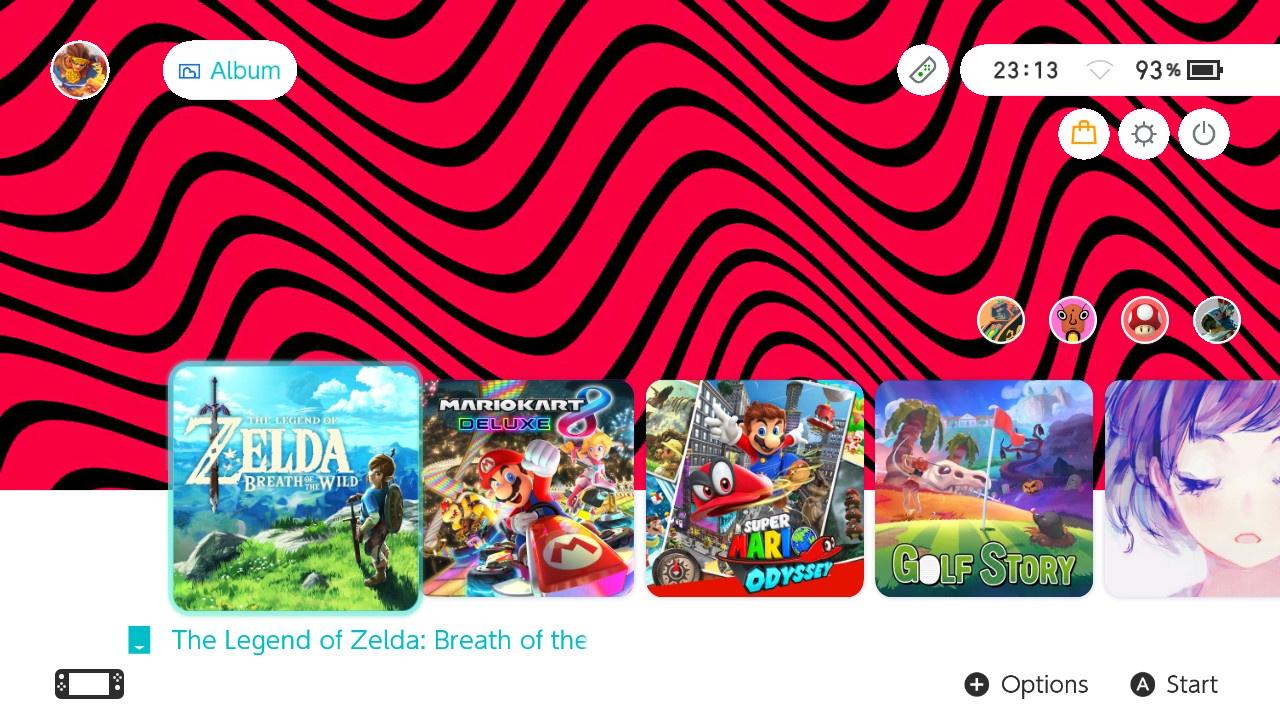 Album
23:13
93%
THE LEGEND OF
ZELDA
BREATH OF THE WILD
MARIOKART 8
DELUXE
SUPER
MARIO
ODYSSEY
GOLF STORY
The Legend of Zelda: Breath of the
Options
A Start